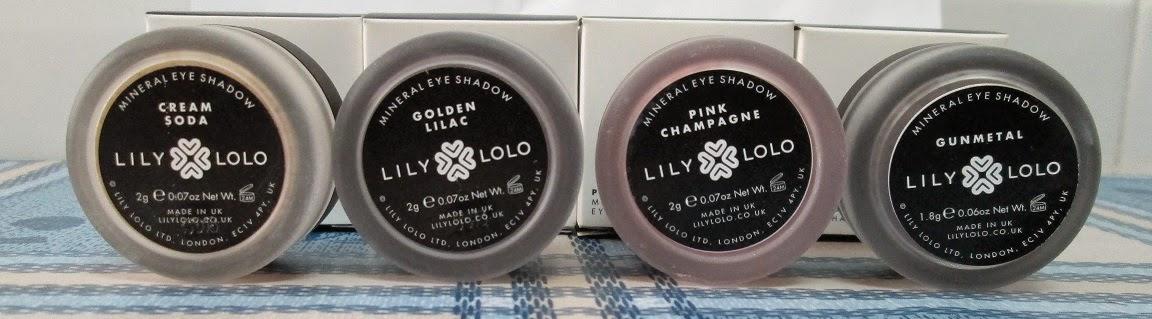 MINERAL EYE SHADOW
CREAM
SODA
LILY LOLO
2g e 0.07oz Net Wt. 24M
MADE IN UK
LILYLOLO.CO.UK
© LILY LOLO LTD, LONDON, EC1V 4PY, UK
MINERAL EYE SHADOW
GOLDEN
LILAC
LILY LOLO
2g e 0.07oz Net Wt. 24M
MADE IN UK
LILYLOLO.CO.UK
© LILY LOLO LTD, LONDON, EC1V 4PY, UK
MINERAL EYE SHADOW
PINK
CHAMPAGNE
LILY LOLO
2g e 0.07oz Net Wt. 24M
MADE IN UK
LILYLOLO.CO.UK
© LILY LOLO LTD, LONDON, EC1V 4PY, UK
MINERAL EYE SHADOW
GUNMETAL
LILY LOLO
1.8g e 0.06oz Net Wt. 24M
MADE IN UK
LILYLOLO.CO.UK
© LILY LOLO LTD, LONDON, EC1V 4PY, UK